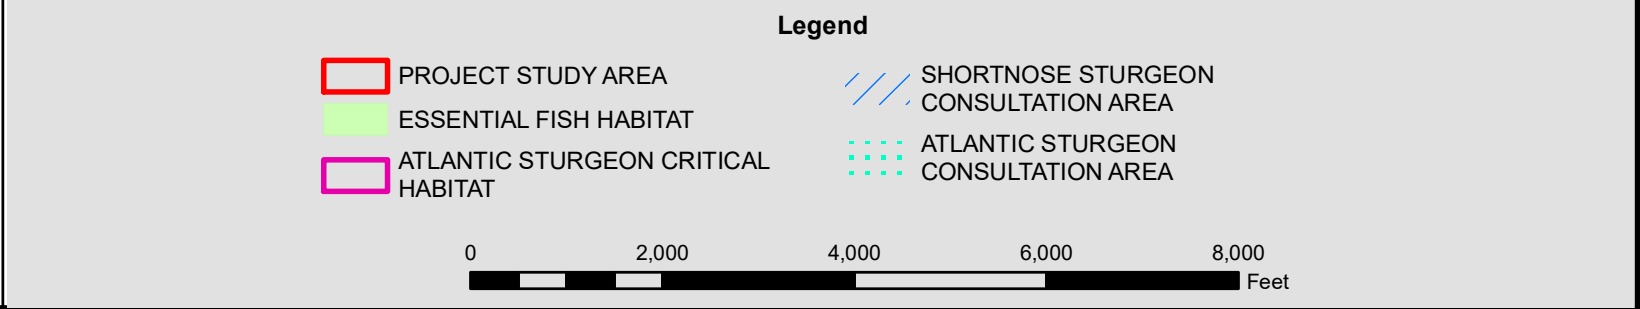 Legend
PROJECT STUDY AREA
ESSENTIAL FISH HABITAT
ATLANTIC STURGEON CRITICAL
HABITAT
SHORTNOSE STURGEON
CONSULTATION AREA
ATLANTIC STURGEON
CONSULTATION AREA
0 2,000 4,000 6,000 8,000
Feet